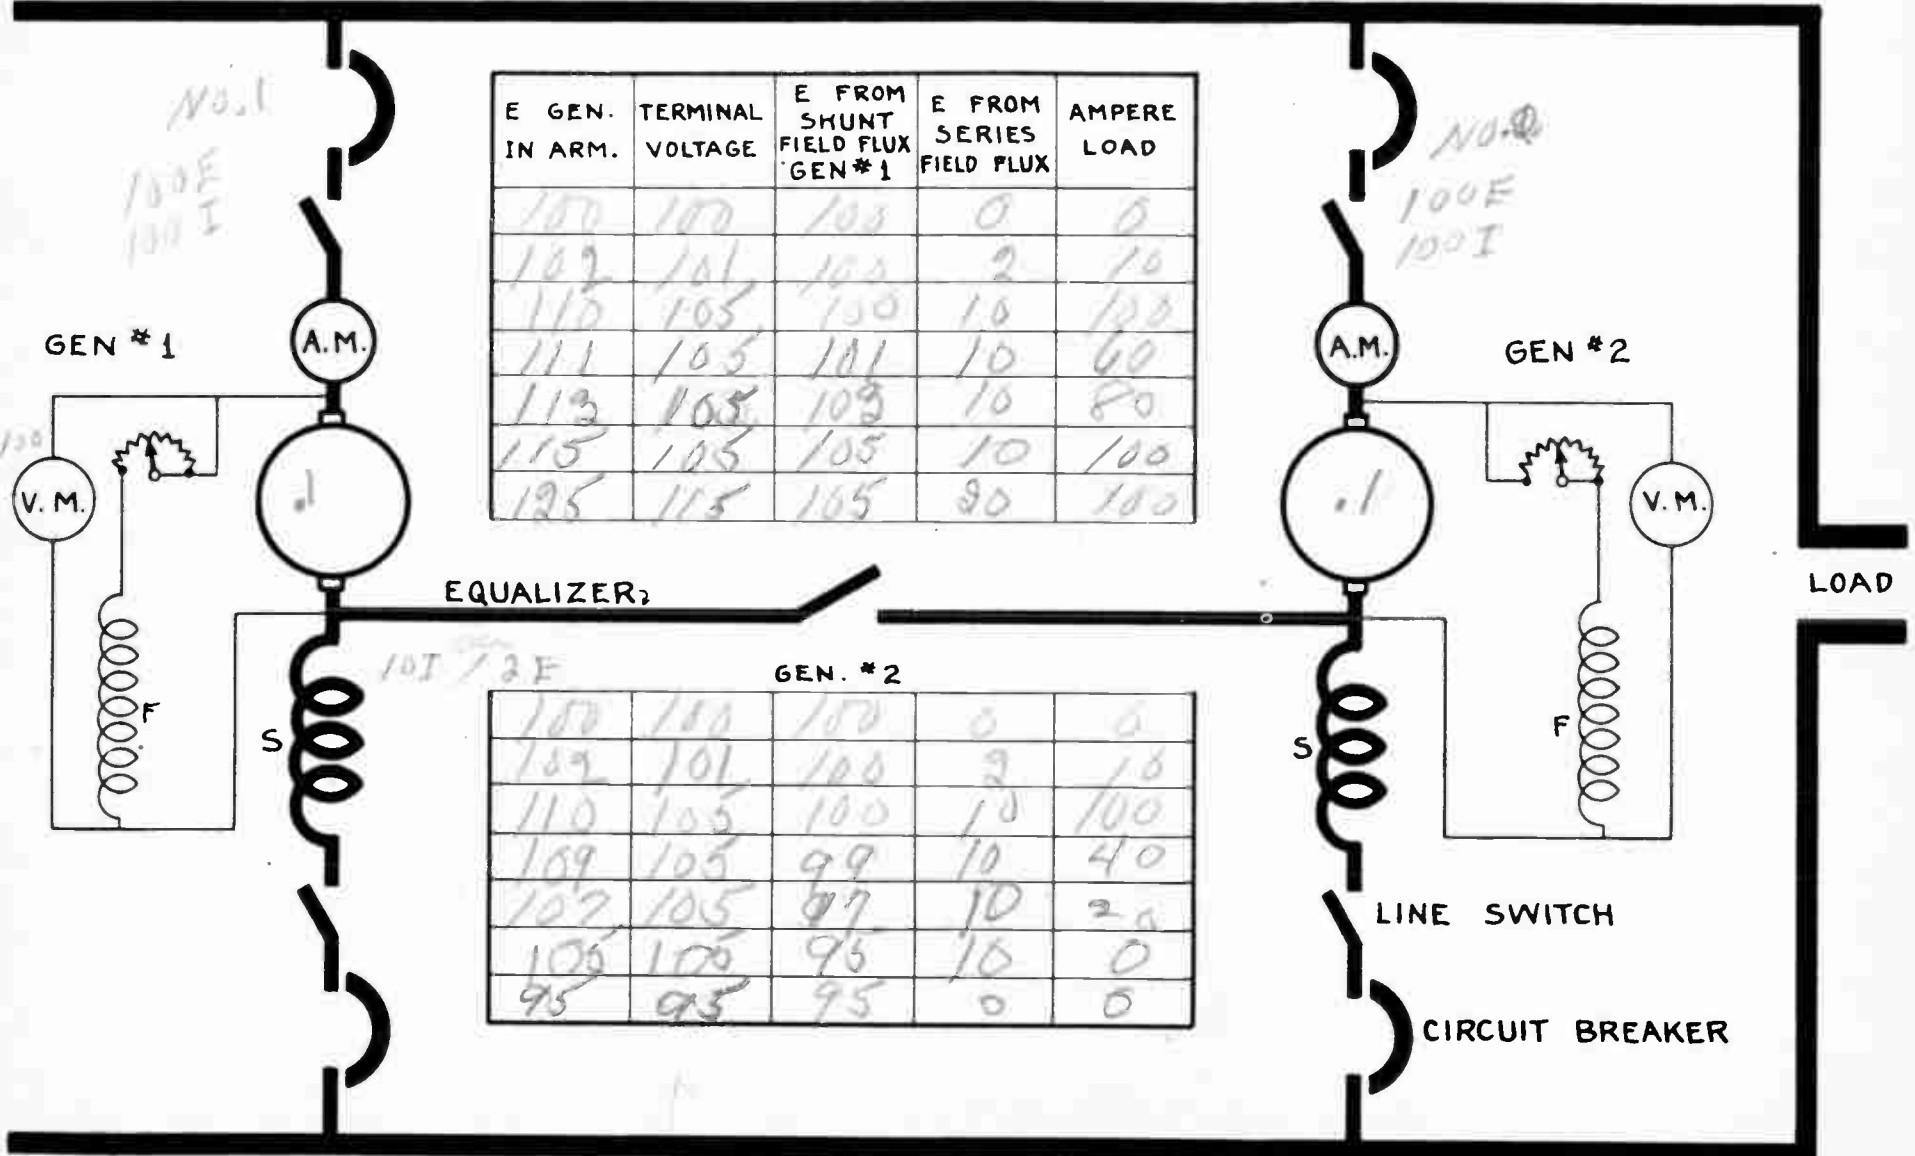 NO.1
100E
100 I
GEN #1
A.M.
100
V.M.
.1
F
S
E GEN. IN ARM. | TERMINAL VOLTAGE | E FROM SHUNT FIELD FLUX GEN #1 | E FROM SERIES FIELD FLUX | AMPERE LOAD
100 100 100 0 0
102 101 100 2 10
110 105 100 10 100
111 105 101 10 60
113 105 103 10 80
115 105 105 10 100
125 115 105 20 100
EQUALIZER
10I / 2E
GEN. #2
100 100 100 0 0
102 101 100 2 10
110 105 100 10 100
109 105 99 10 40
107 105 97 10 20
105 105 95 10 0
95 95 95 0 0
NO.
100E
100I
A.M.
GEN #2
.1
V.M.
F
S
LOAD
LINE SWITCH
CIRCUIT BREAKER